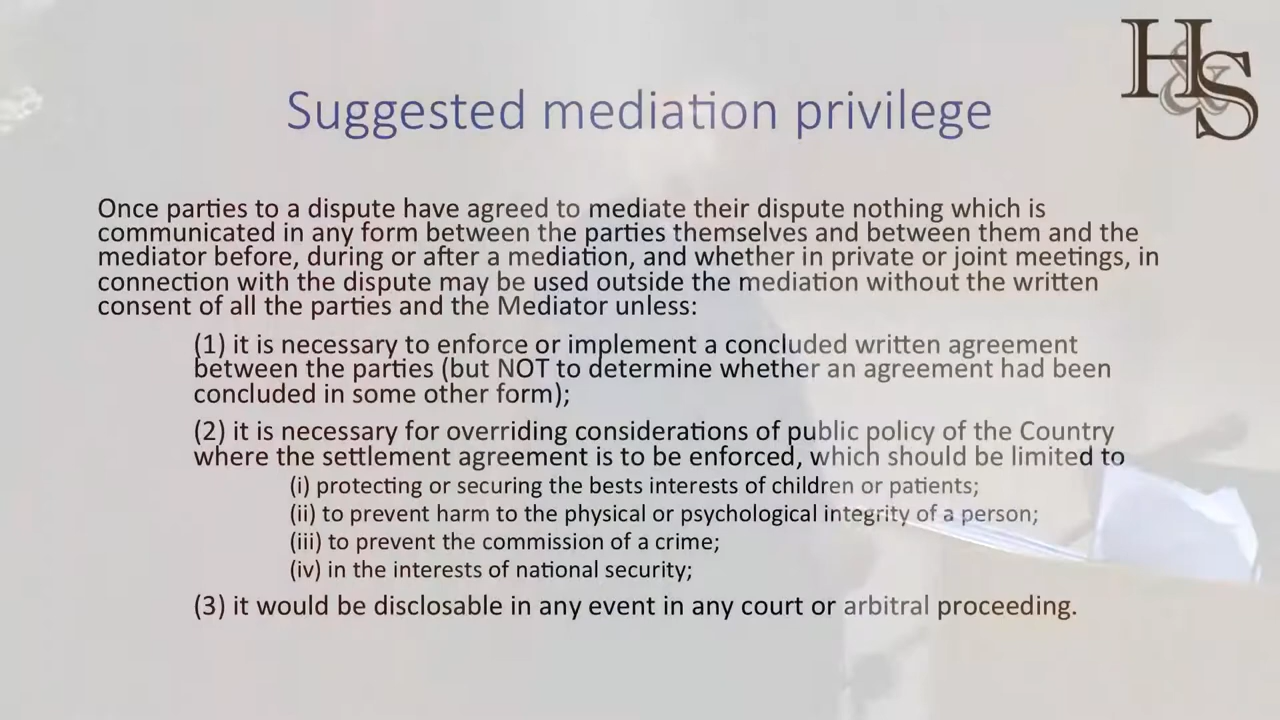 H&S
Suggested mediation privilege
Once parties to a dispute have agreed to mediate their dispute nothing which is
communicated in any form between the parties themselves and between them and the
mediator before, during or after a mediation, and whether in private or joint meetings, in
connection with the dispute may be used outside the mediation without the written
consent of all the parties and the Mediator unless:
(1) it is necessary to enforce or implement a concluded written agreement
between the parties (but NOT to determine whether an agreement had been
concluded in some other form);
(2) it is necessary for overriding considerations of public policy of the Country
where the settlement agreement is to be enforced, which should be limited to
(i) protecting or securing the bests interests of children or patients;
(ii) to prevent harm to the physical or psychological integrity of a person;
(iii) to prevent the commission of a crime;
(iv) in the interests of national security;
(3) it would be disclosable in any event in any court or arbitral proceeding.